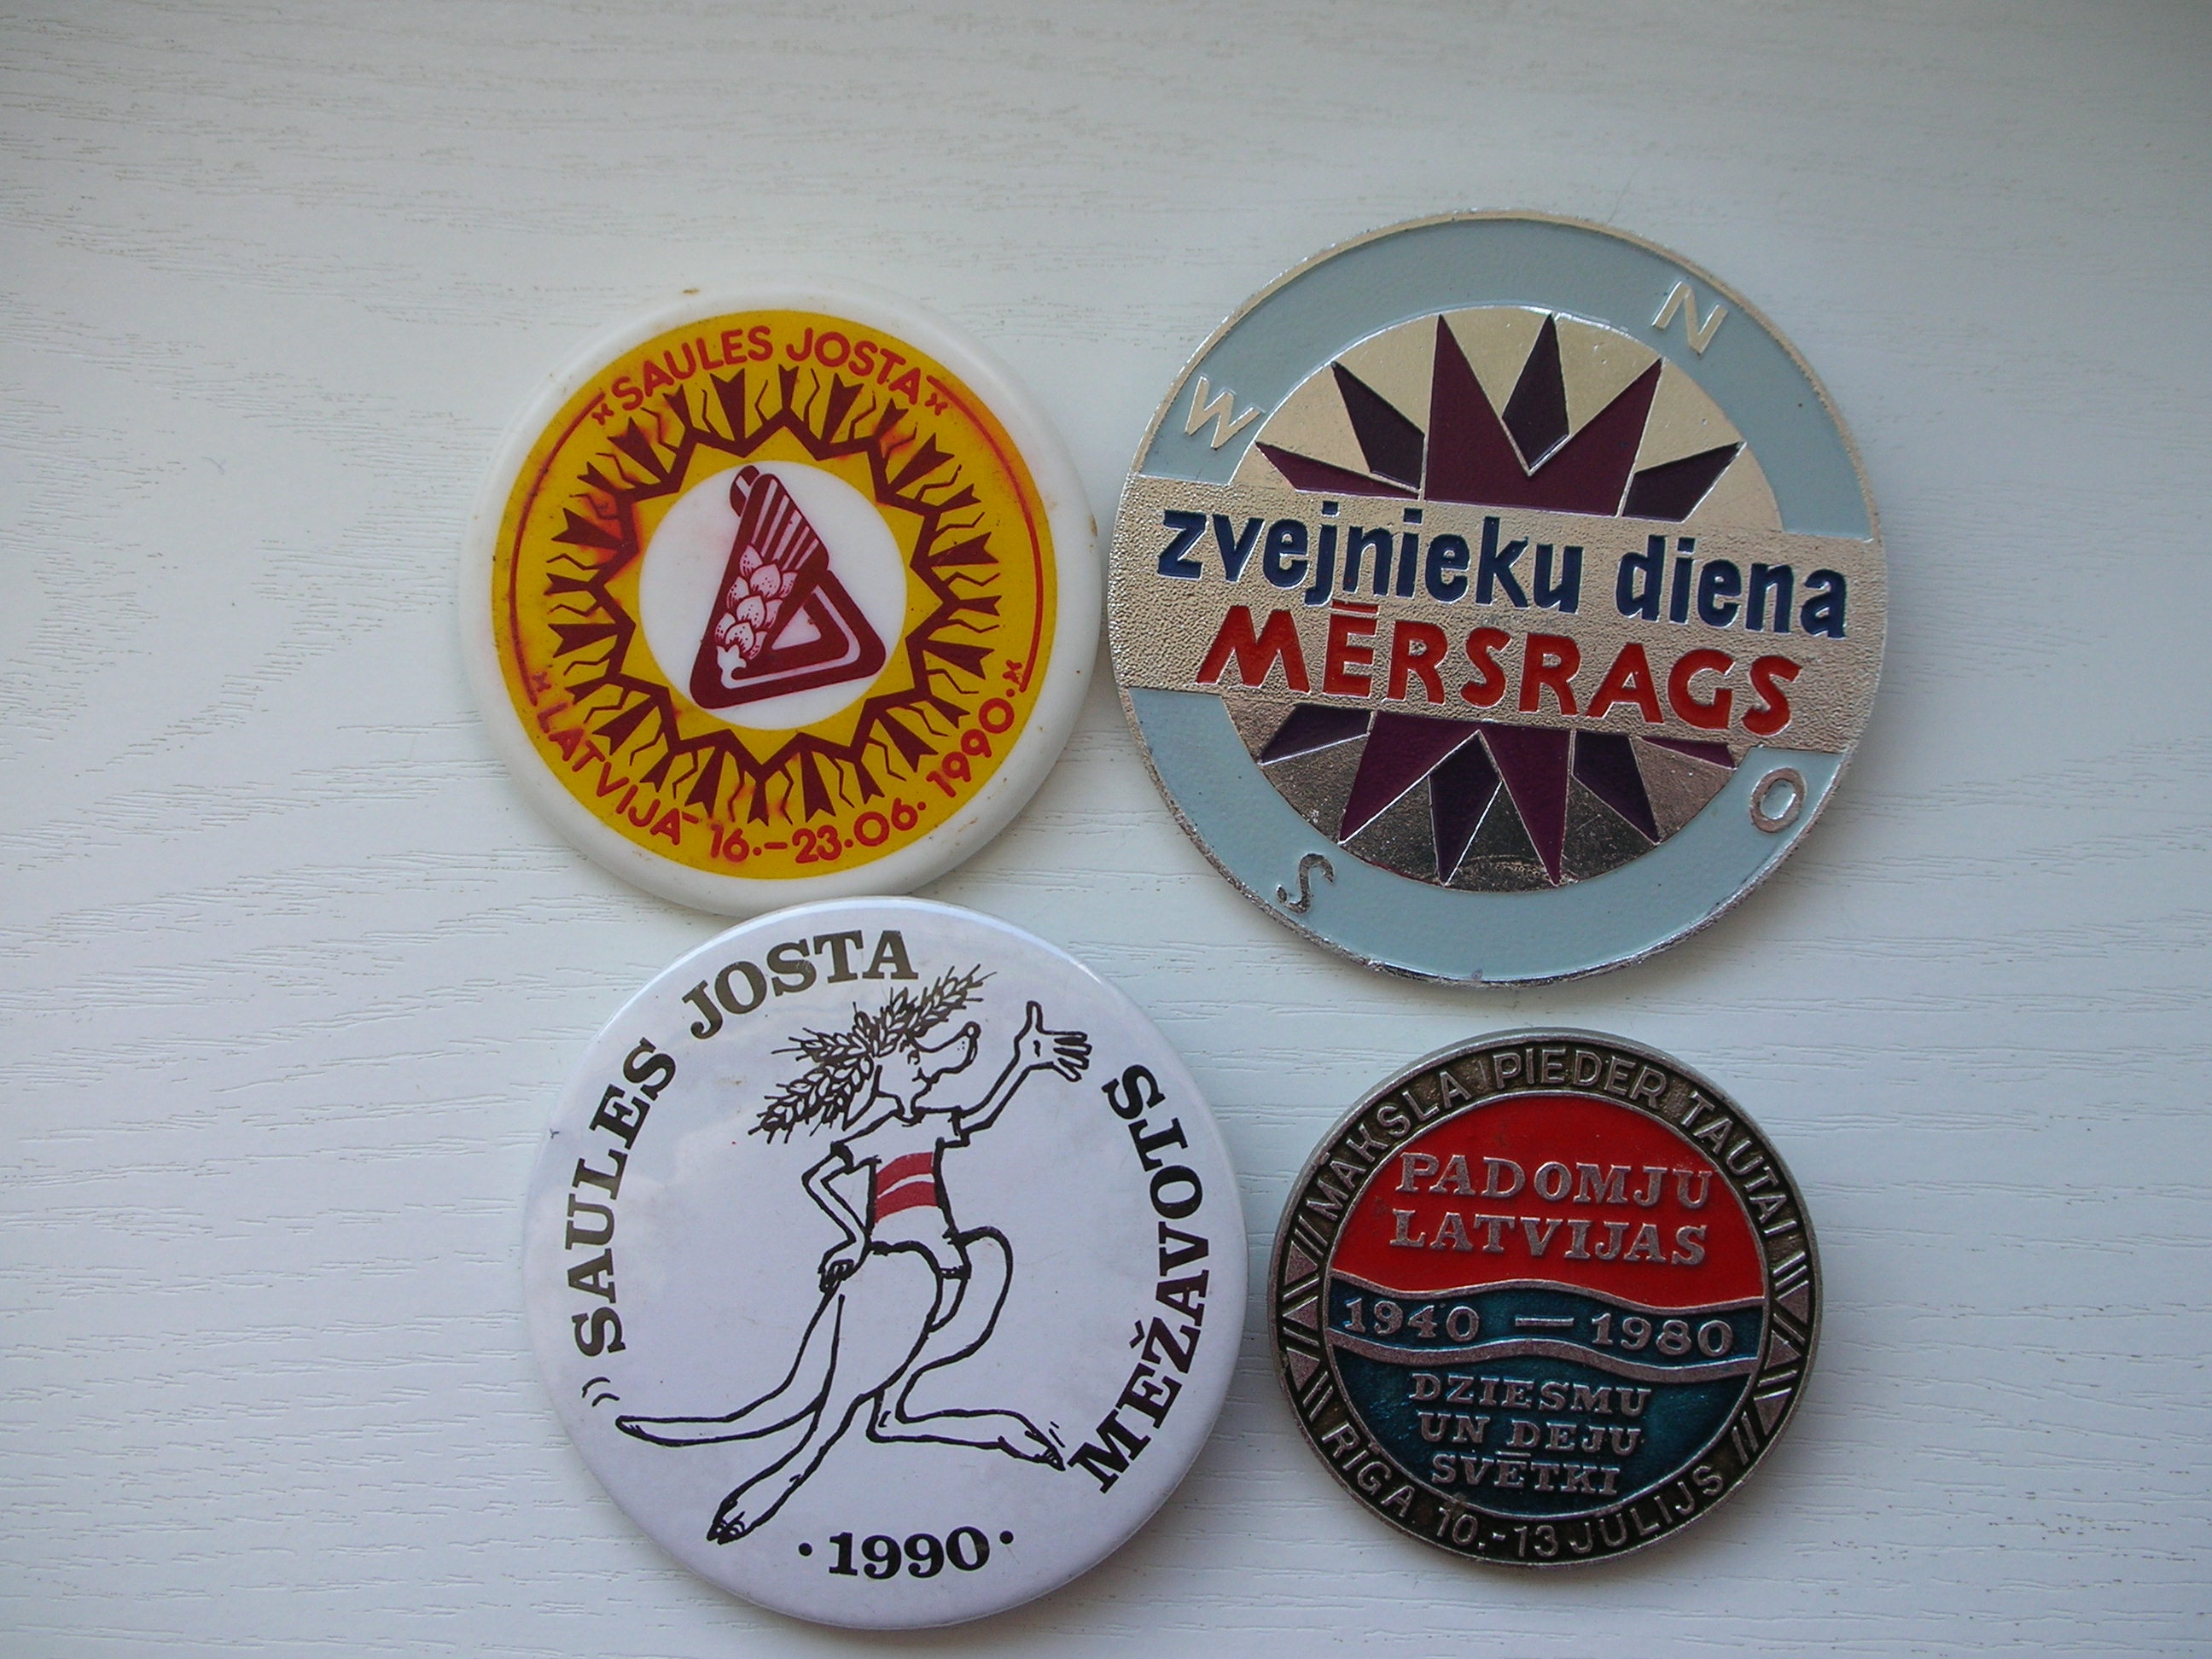 SAULES JOSTA
LATVIJĀ 16.-23.06.1990.
N
W
zvejnieku diena
MĒRSRAGS
O
S
SAULES JOSTA
MEŽAVOTS
·1990·
MĀKSLA PIEDER TAUTAI
PADOMJU
LATVIJAS
1940 — 1980
DZIESMU
UN DEJU
SVĒTKI
RĪGA 10.-13 JŪLIJS